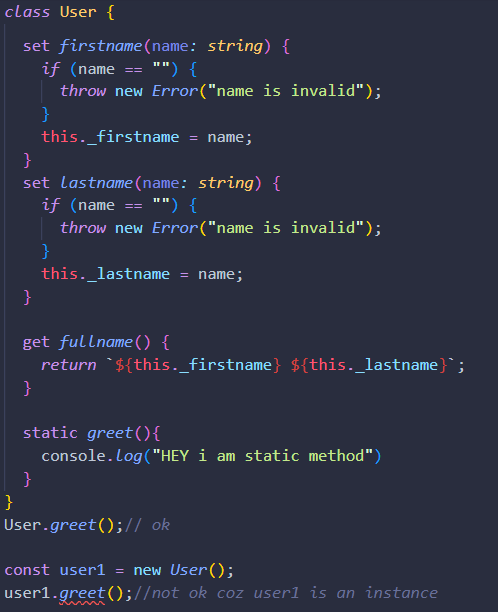 class User {
  set firstname(name: string) {
    if (name == "") {
      throw new Error("name is invalid");
    }
    this._firstname = name;
  }
  set lastname(name: string) {
    if (name == "") {
      throw new Error("name is invalid");
    }
    this._lastname = name;
  }
  get fullname() {
    return `${this._firstname} ${this._lastname}`;
  }
  static greet(){
    console.log("HEY i am static method")
  }
}
User.greet();// ok
const user1 = new User();
user1.greet();//not ok coz user1 is an instance